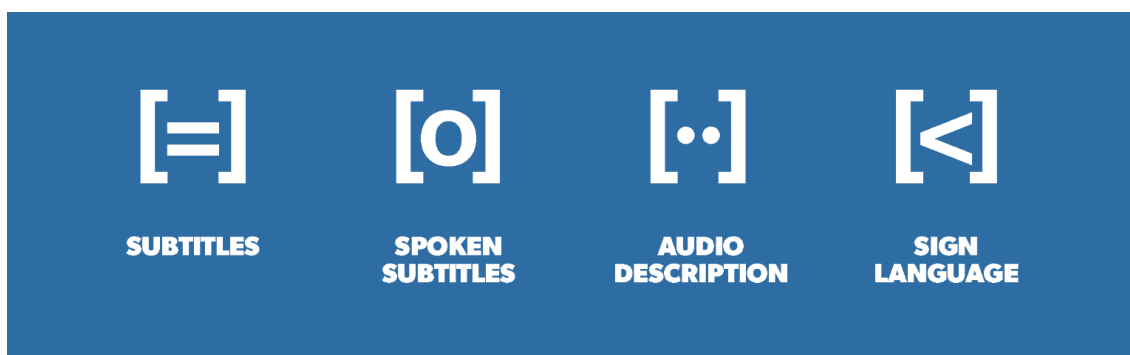 [=]
SUBTITLES
[o]
SPOKEN
SUBTITLES
[••]
AUDIO
DESCRIPTION
[<]
SIGN
LANGUAGE